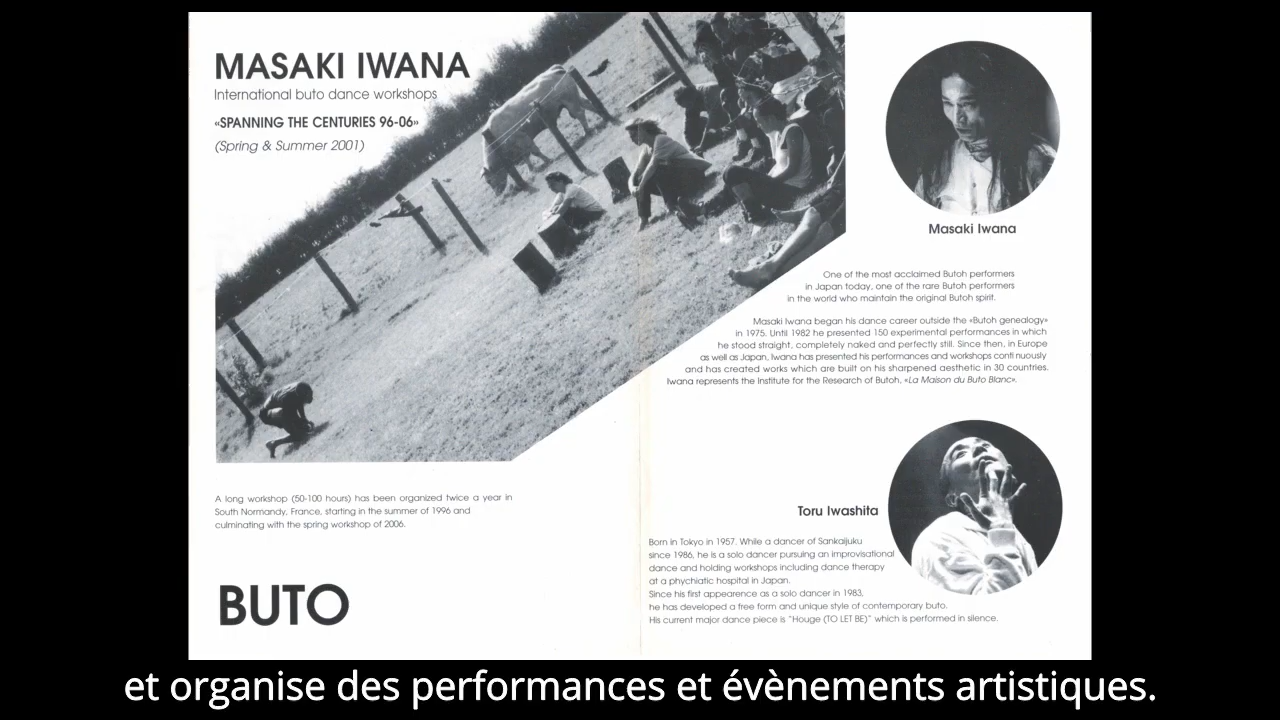 MASAKI IWANA
International buto dance workshops
«SPANNING THE CENTURIES 96-06»
(Spring & Summer 2001)
Masaki Iwana
One of the most acclaimed Butoh performers
in Japan today, one of the rare Butoh performers
in the world who maintain the original Butoh spirit.
Masaki Iwana began his dance career outside the «Butoh genealogy»
in 1975. Until 1982 he presented 150 experimental performances in which
he stood straight, completely naked and perfectly still. Since then, in Europe
as well as Japan, Iwana has presented his performances and workshops conti nuously
and has created works which are built on his sharpened aesthetic in 30 countries.
Iwana represents the Institute for the Research of Butoh, «La Maison du Buto Blanc».
A long workshop (50-100 hours) has been organized twice a year in
South Normandy, France, starting in the summer of 1996 and
culminating with the spring workshop of 2006.
BUTO
Toru Iwashita
Born in Tokyo in 1957. While a dancer of Sankaijuku
since 1986, he is a solo dancer pursuing an improvisational
dance and holding workshops including dance therapy
at a phychiatic hospital in Japan.
Since his first appearence as a solo dancer in 1983,
he has developed a free form and unique style of contemporary buto.
His current major dance piece is "Houge (TO LET BE)" which is performed in silence.
et organise des performances et évènements artistiques.